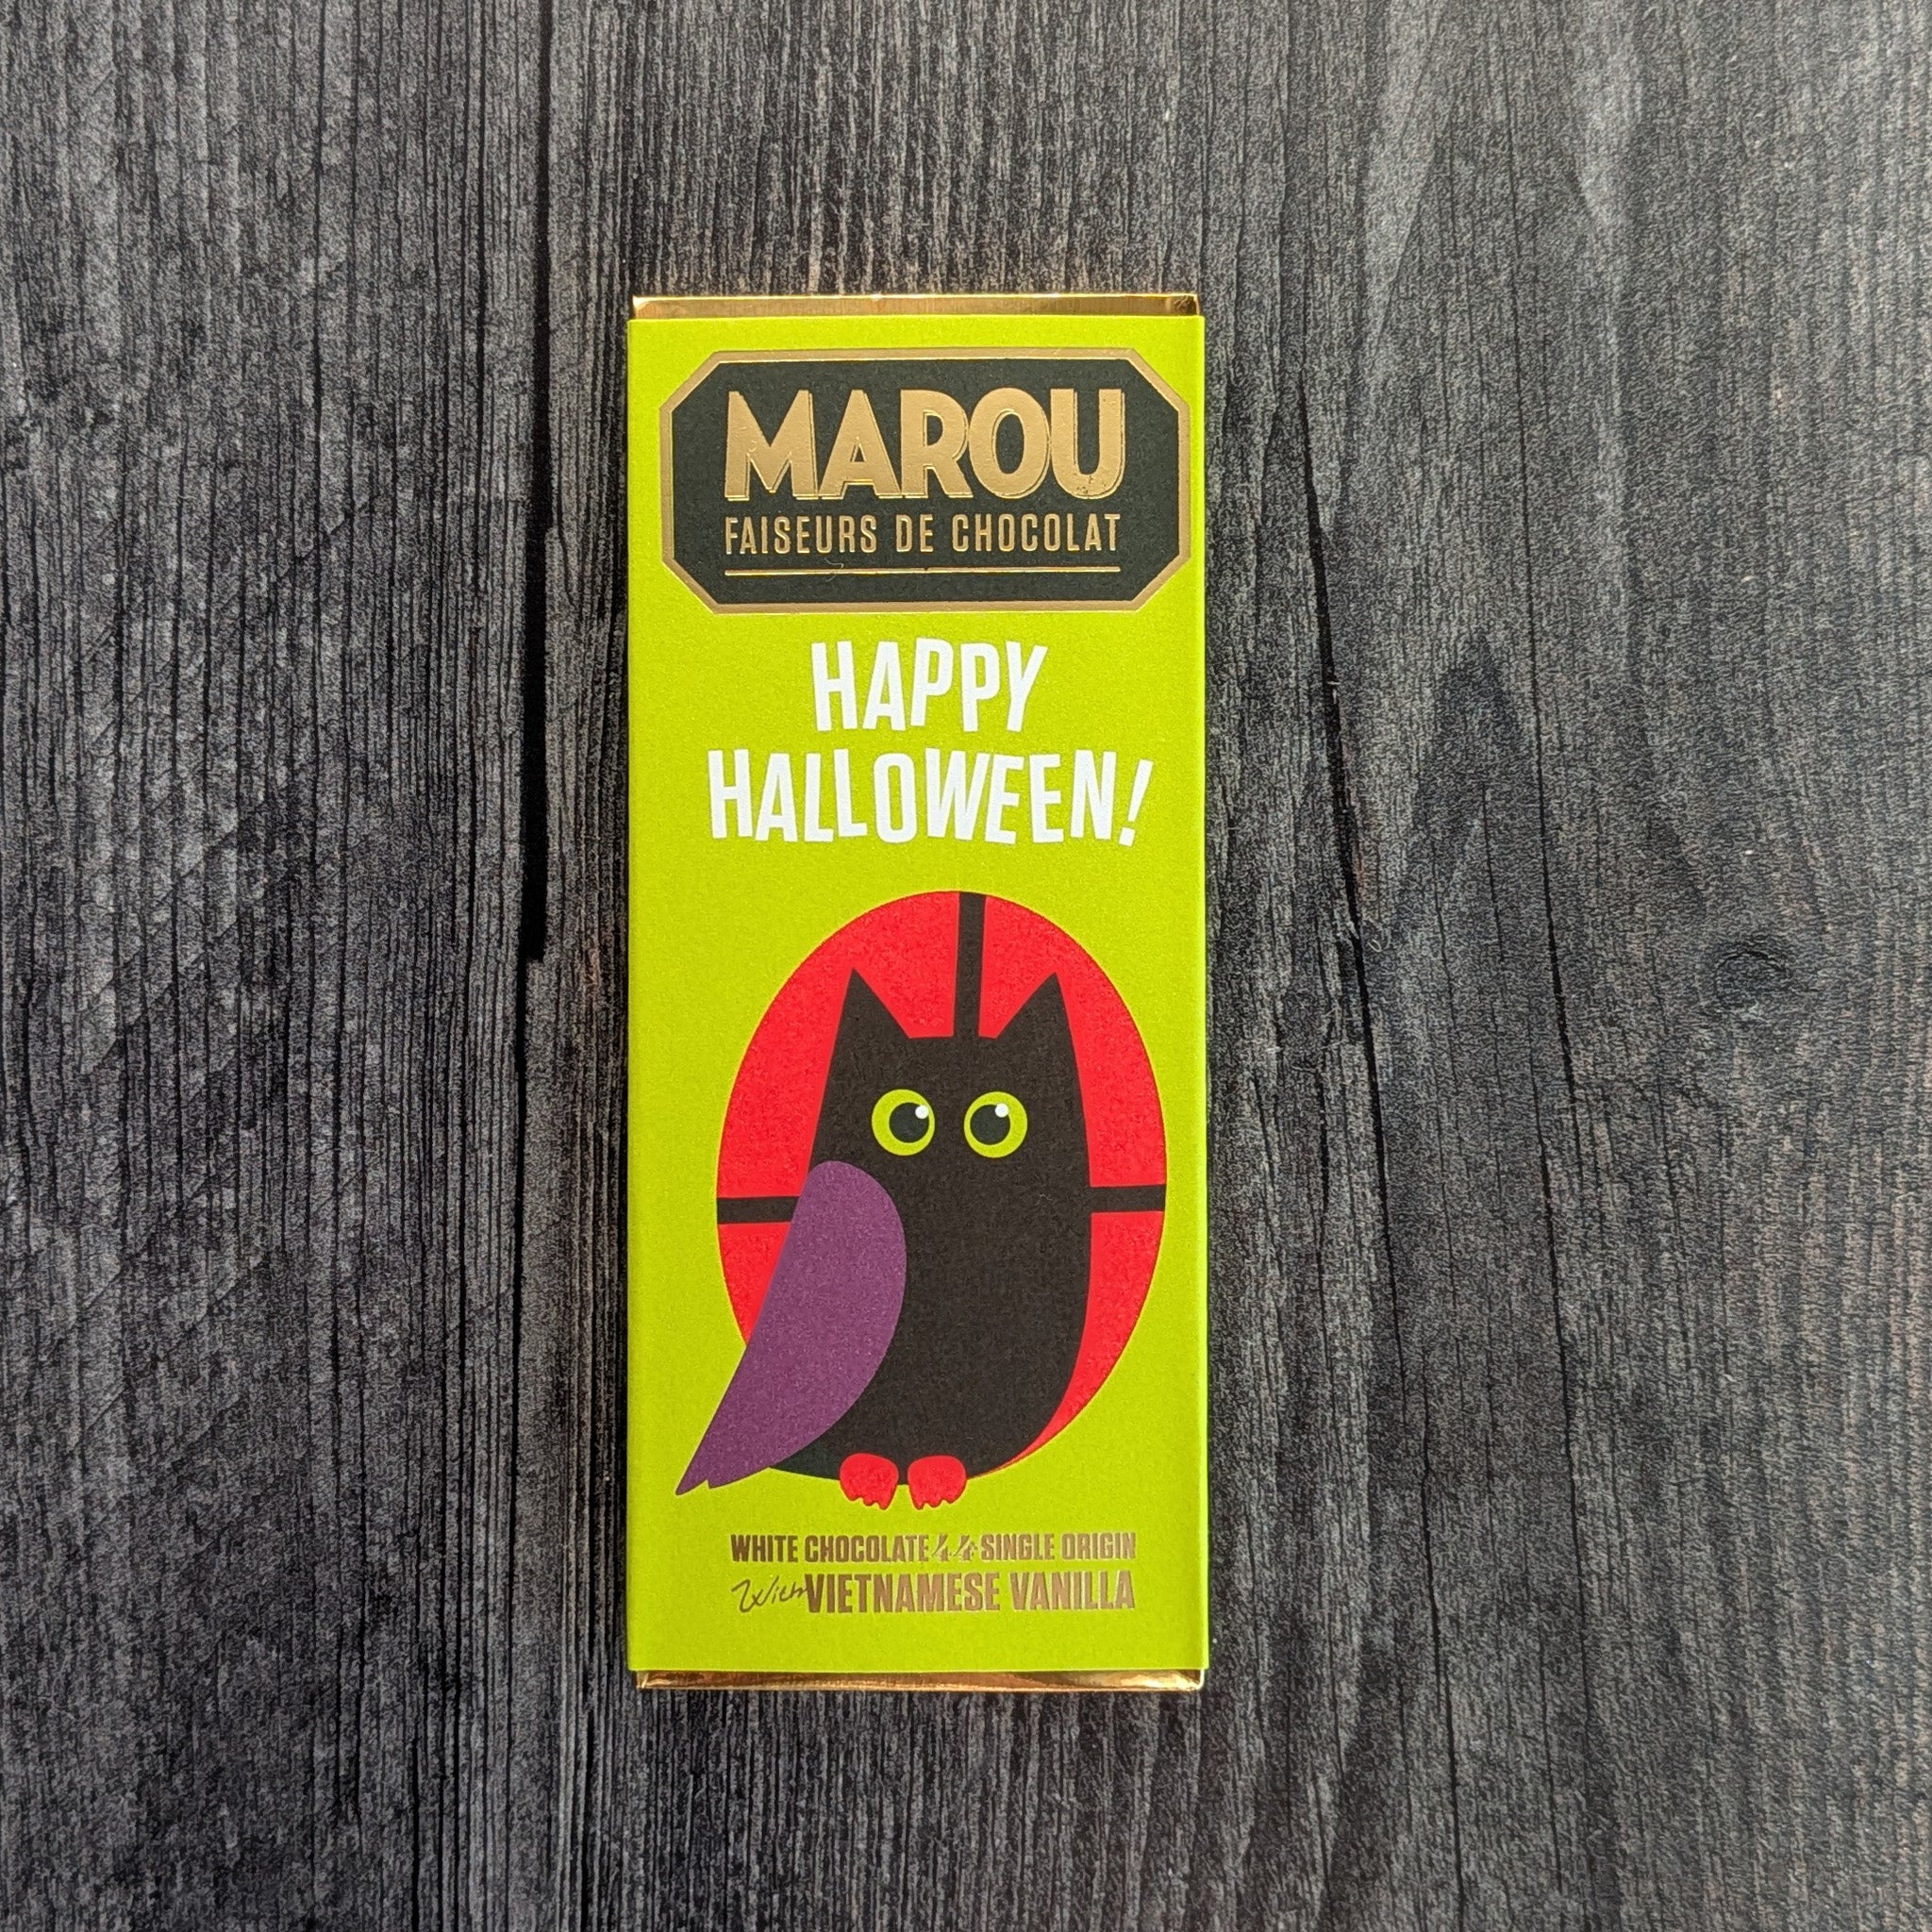 MAROU
FAISEURS DE CHOCOLAT
HAPPY
HALLOWEEN!
WHITE CHOCOLATE 44 SINGLE ORIGIN
With VIETNAMESE VANILLA